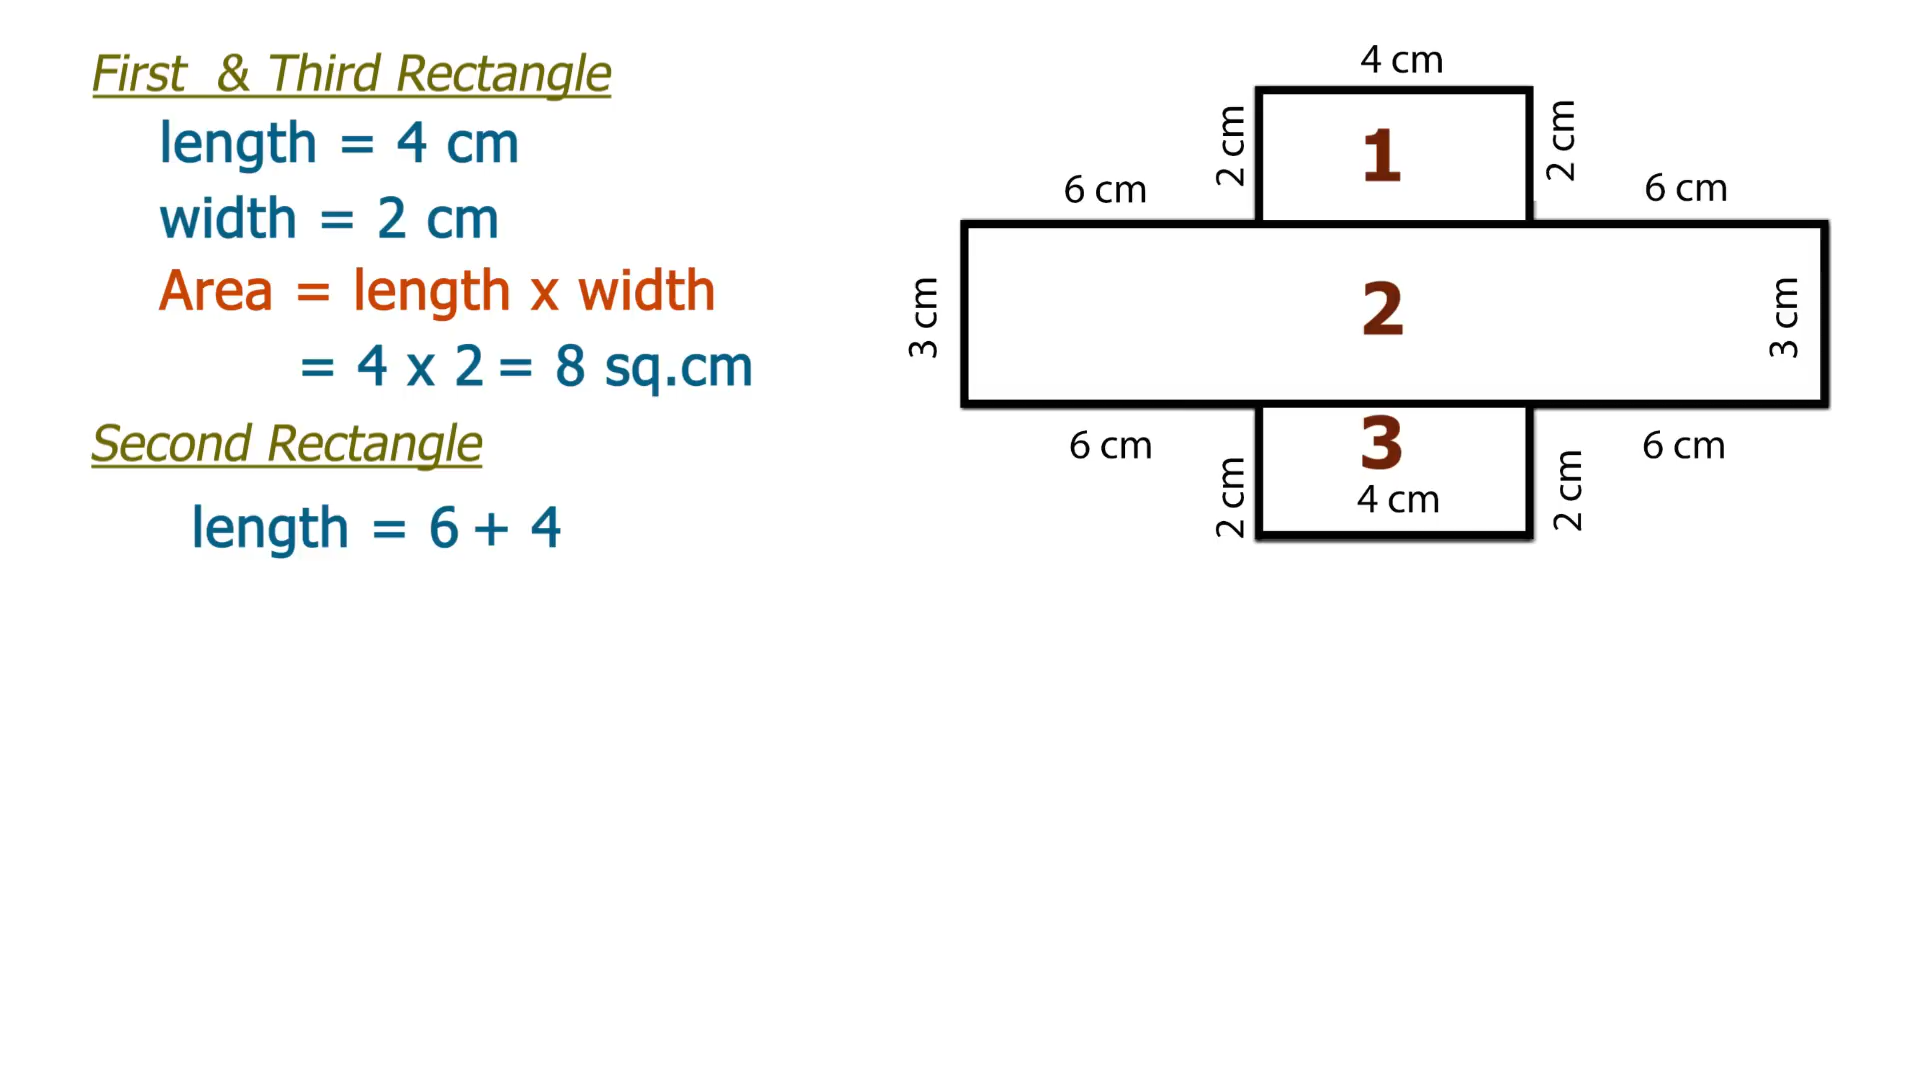 First & Third Rectangle
length = 4 cm
width = 2 cm
Area = length x width
= 4 x 2 = 8 sq.cm
Second Rectangle
length = 6 + 4
4 cm
2 cm
1
2 cm
6 cm
6 cm
3 cm
2
3 cm
6 cm
3
6 cm
2 cm
4 cm
2 cm